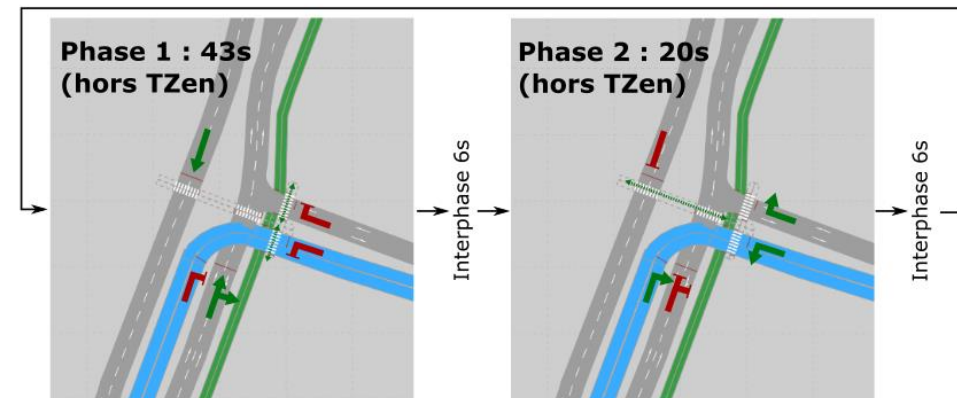 Phase 1 : 43s
(hors TZen)
Interphase 6s
Phase 2 : 20s
(hors TZen)
Interphase 6s